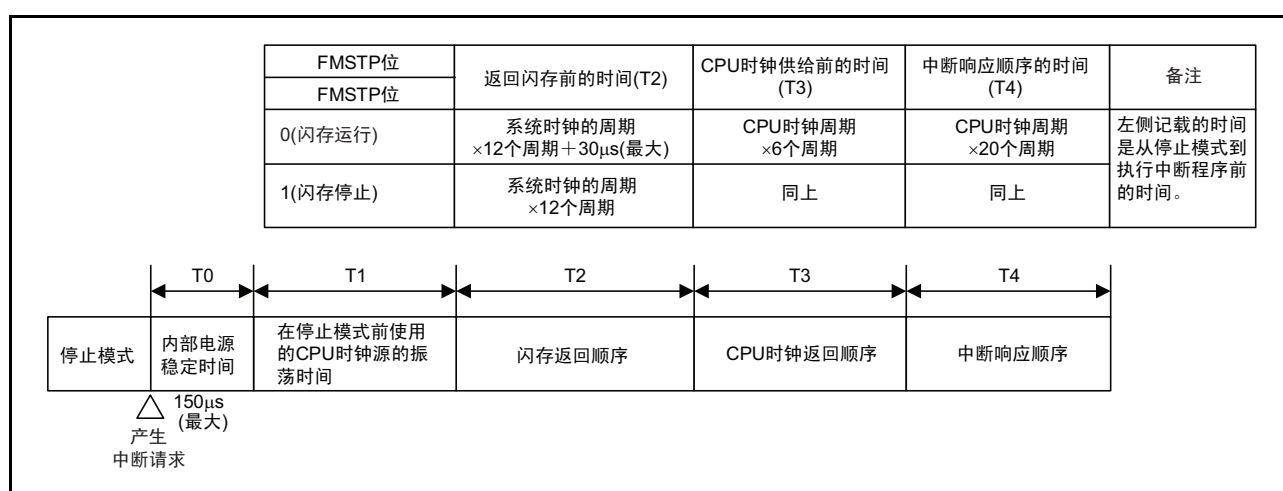 FMSTP位
FMSTP位
返回闪存前的时间(T2)
CPU时钟供给前的时间
(T3)
中断响应顺序的时间
(T4)
备注
0(闪存运行)
系统时钟的周期
×12个周期＋30μs(最大)
CPU时钟周期
×6个周期
CPU时钟周期
×20个周期
左侧记载的时间
是从停止模式到
执行中断程序前
的时间。
1(闪存停止)
系统时钟的周期
×12个周期
同上
同上
T0
T1
T2
T3
T4
停止模式
内部电源
稳定时间
在停止模式前使用
的CPU时钟源的振
荡时间
闪存返回顺序
CPU时钟返回顺序
中断响应顺序
150μs
(最大)
产生
中断请求